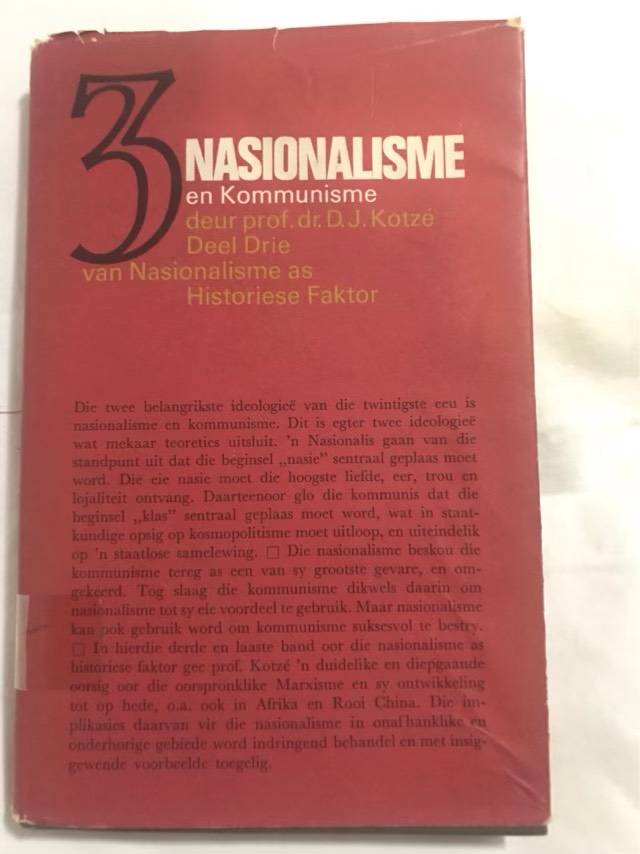 3
NASIONALISME
en Kommunisme
deur prof. dr. D. J. Kotzé
Deel Drie
van Nasionalisme as
Historiese Faktor
Die twee belangrikste ideologieë van die twintigste eeu is
nasionalisme en kommunisme. Dit is egter twee ideologieë
wat mekaar teoreties uitsluit. 'n Nasionalis gaan van die
standpunt uit dat die beginsel „nasie” sentraal geplaas moet
word. Die eie nasie moet die hoogste liefde, eer, trou en
lojaliteit ontvang. Daarteenoor glo die kommunis dat die
beginsel „klas” sentraal geplaas moet word, wat in staat-
kundige opsig op kosmopolitisme moet uitloop, en uiteindelik
op 'n staatlose samelewing. □ Die nasionalisme beskou die
kommunisme tereg as een van sy grootste gevare, en om-
gekeerd. Tog slaag die kommunisme dikwels daarin om
nasionalisme tot sy eie voordeel te gebruik. Maar nasionalisme
kan ook gebruik word om kommunisme suksesvol te bestry.
□ In hierdie derde en laaste band oor die nasionalisme as
historiese faktor gee prof. Kotzé 'n duidelike en diepgaande
oorsig oor die oorspronklike Marxisme en sy ontwikkeling
tot op hede, o.a. ook in Afrika en Rooi China. Die im-
plikasies daarvan vir die nasionalisme in onafhanklike en
onderhorige gebiede word indringend behandel en met insig-
gewende voorbeelde toegelig.